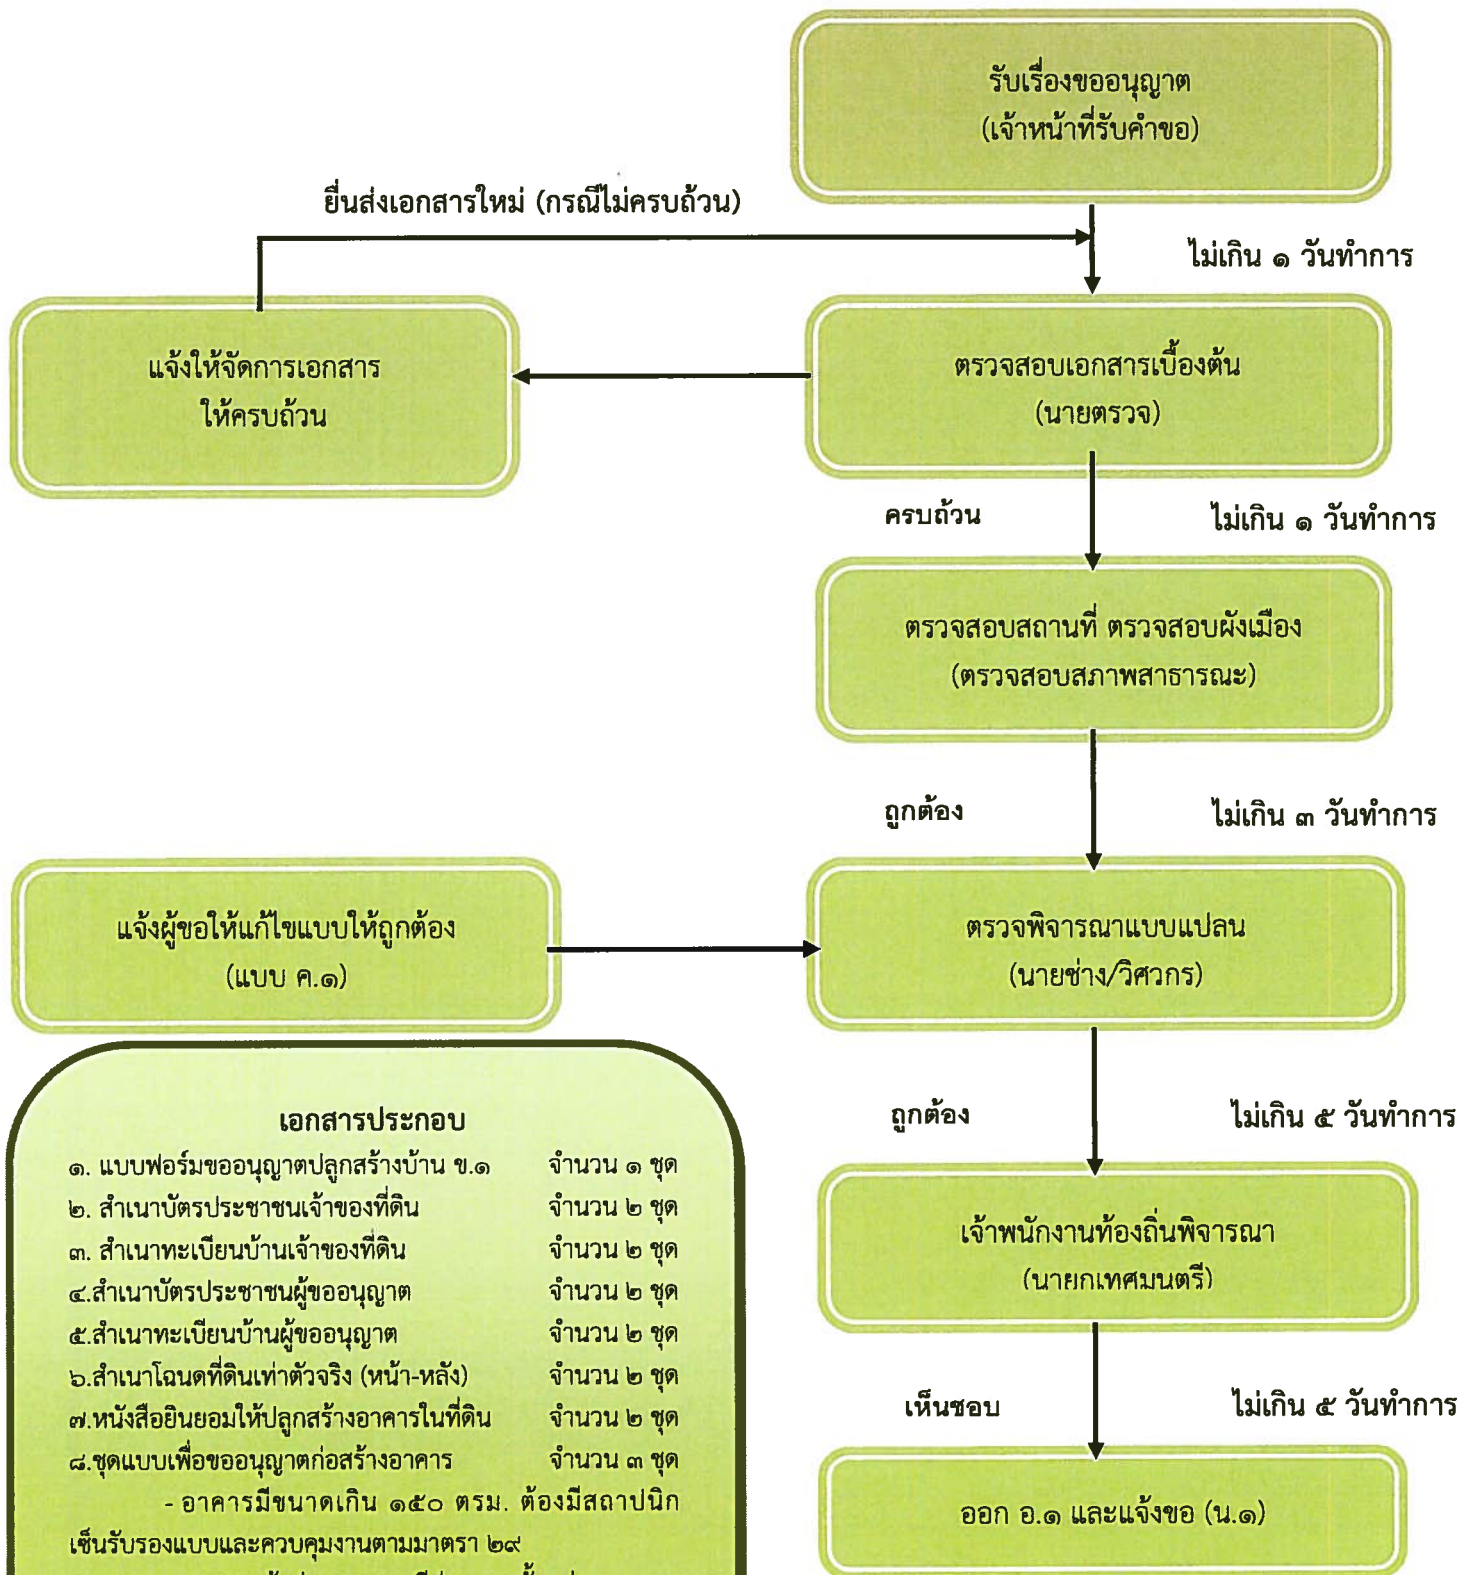 รับเรื่องขออนุญาต
(เจ้าหน้าที่รับคำขอ)
ยื่นส่งเอกสารใหม่ (กรณีไม่ครบถ้วน)
ไม่เกิน ๑ วันทำการ
แจ้งให้จัดการเอกสาร
ให้ครบถ้วน
ตรวจสอบเอกสารเบื้องต้น
(นายตรวจ)
ครบถ้วน
ไม่เกิน ๑ วันทำการ
ตรวจสอบสถานที่ ตรวจสอบผังเมือง
(ตรวจสอบสภาพสาธารณะ)
ถูกต้อง
ไม่เกิน ๓ วันทำการ
แจ้งผู้ขอให้แก้ไขแบบให้ถูกต้อง
(แบบ ค.๑)
ตรวจพิจารณาแบบแปลน
(นายช่าง/วิศวกร)
ถูกต้อง
ไม่เกิน ๕ วันทำการ
เจ้าพนักงานท้องถิ่นพิจารณา
(นายกเทศมนตรี)
เห็นชอบ
ไม่เกิน ๕ วันทำการ
ออก อ.๑ และแจ้งขอ (น.๑)
เอกสารประกอบ
๑. แบบฟอร์มขออนุญาตปลูกสร้างบ้าน ข.๑ จำนวน ๑ ชุด
๒. สำเนาบัตรประชาชนเจ้าของที่ดิน จำนวน ๒ ชุด
๓. สำเนาทะเบียนบ้านเจ้าของที่ดิน จำนวน ๒ ชุด
๔.สำเนาบัตรประชาชนผู้ขออนุญาต จำนวน ๒ ชุด
๕.สำเนาทะเบียนบ้านผู้ขออนุญาต จำนวน ๒ ชุด
๖.สำเนาโฉนดที่ดินเท่าตัวจริง (หน้า-หลัง) จำนวน ๒ ชุด
๗.หนังสือยินยอมให้ปลูกสร้างอาคารในที่ดิน จำนวน ๒ ชุด
๘.ชุดแบบเพื่อขออนุญาตก่อสร้างอาคาร จำนวน ๓ ชุด
- อาคารมีขนาดเกิน ๑๕๐ ตรม. ต้องมีสถาปนิก
เซ็นรับรองแบบและควบคุมงานตามมาตรา ๒๙